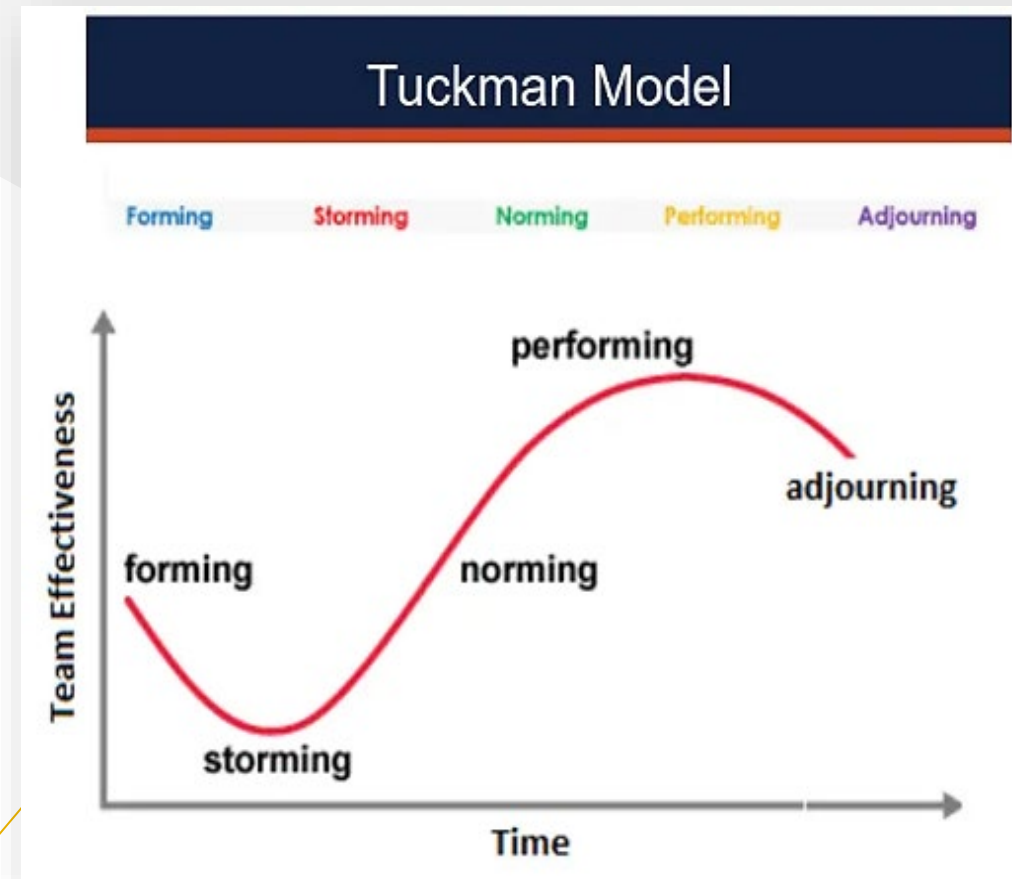 Tuckman Model
Forming Storming Norming Performing Adjourning
performing
adjourning
forming
norming
storming
Team Effectiveness
Time